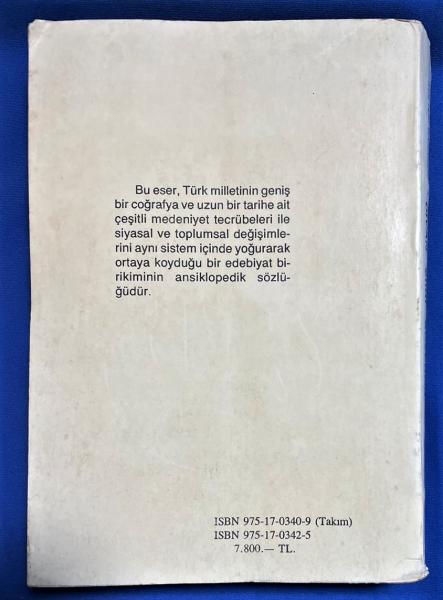 Bu eser, Türk milletinin geniş
bir coğrafya ve uzun bir tarihe ait
çeşitli medeniyet tecrübeleri ile
siyasal ve toplumsal değişimle-
rini aynı sistem içinde yoğurarak
ortaya koyduğu bir edebiyat bi-
rikiminin ansiklopedik sözlü-
ğüdür.
ISBN 975-17-0340-9 (Takım)
ISBN 975-17-0342-5
7.800.— TL.